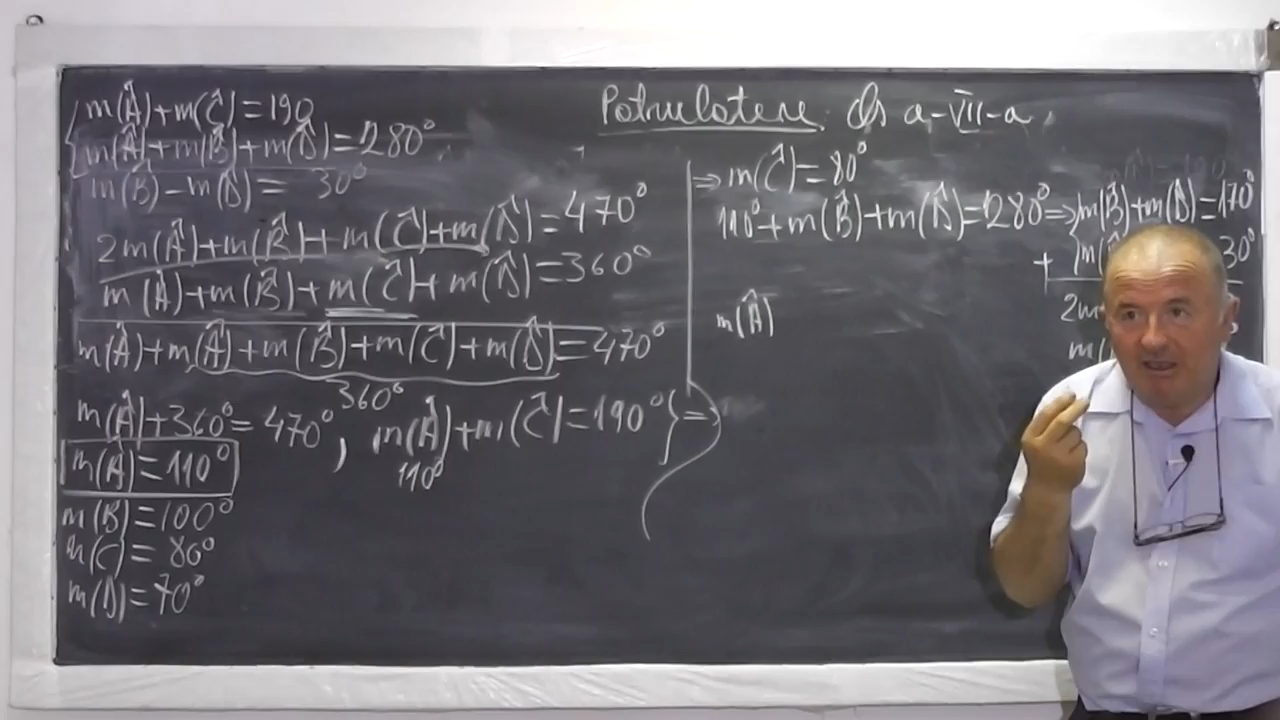 Patrulatere. Cls a-VII-a
m(Â)+m(Ĉ)=190
m(Â)+m(B̂)+m(D̂)=280°
m(B̂)-m(D̂)= 30°
2m(Â)+m(B̂)+m(Ĉ)+m(D̂)=470°
m(Â)+m(B̂)+m(Ĉ)+m(D̂)=360°
m(Â)+m(Â)+m(B̂)+m(Ĉ)+m(D̂)=470°
360°
m(Â)+360°=470°, m(Â)+m(Ĉ)=190° } =>
110°
m(Â)=110°
m(B)=100°
m(C)=80°
m(D)=70°
=> m(Ĉ)=80°
110°+m(B̂)+m(D̂)=280° => m(B̂)+m(D̂)=170°
+ m( 30°
2m
m(Â) m(